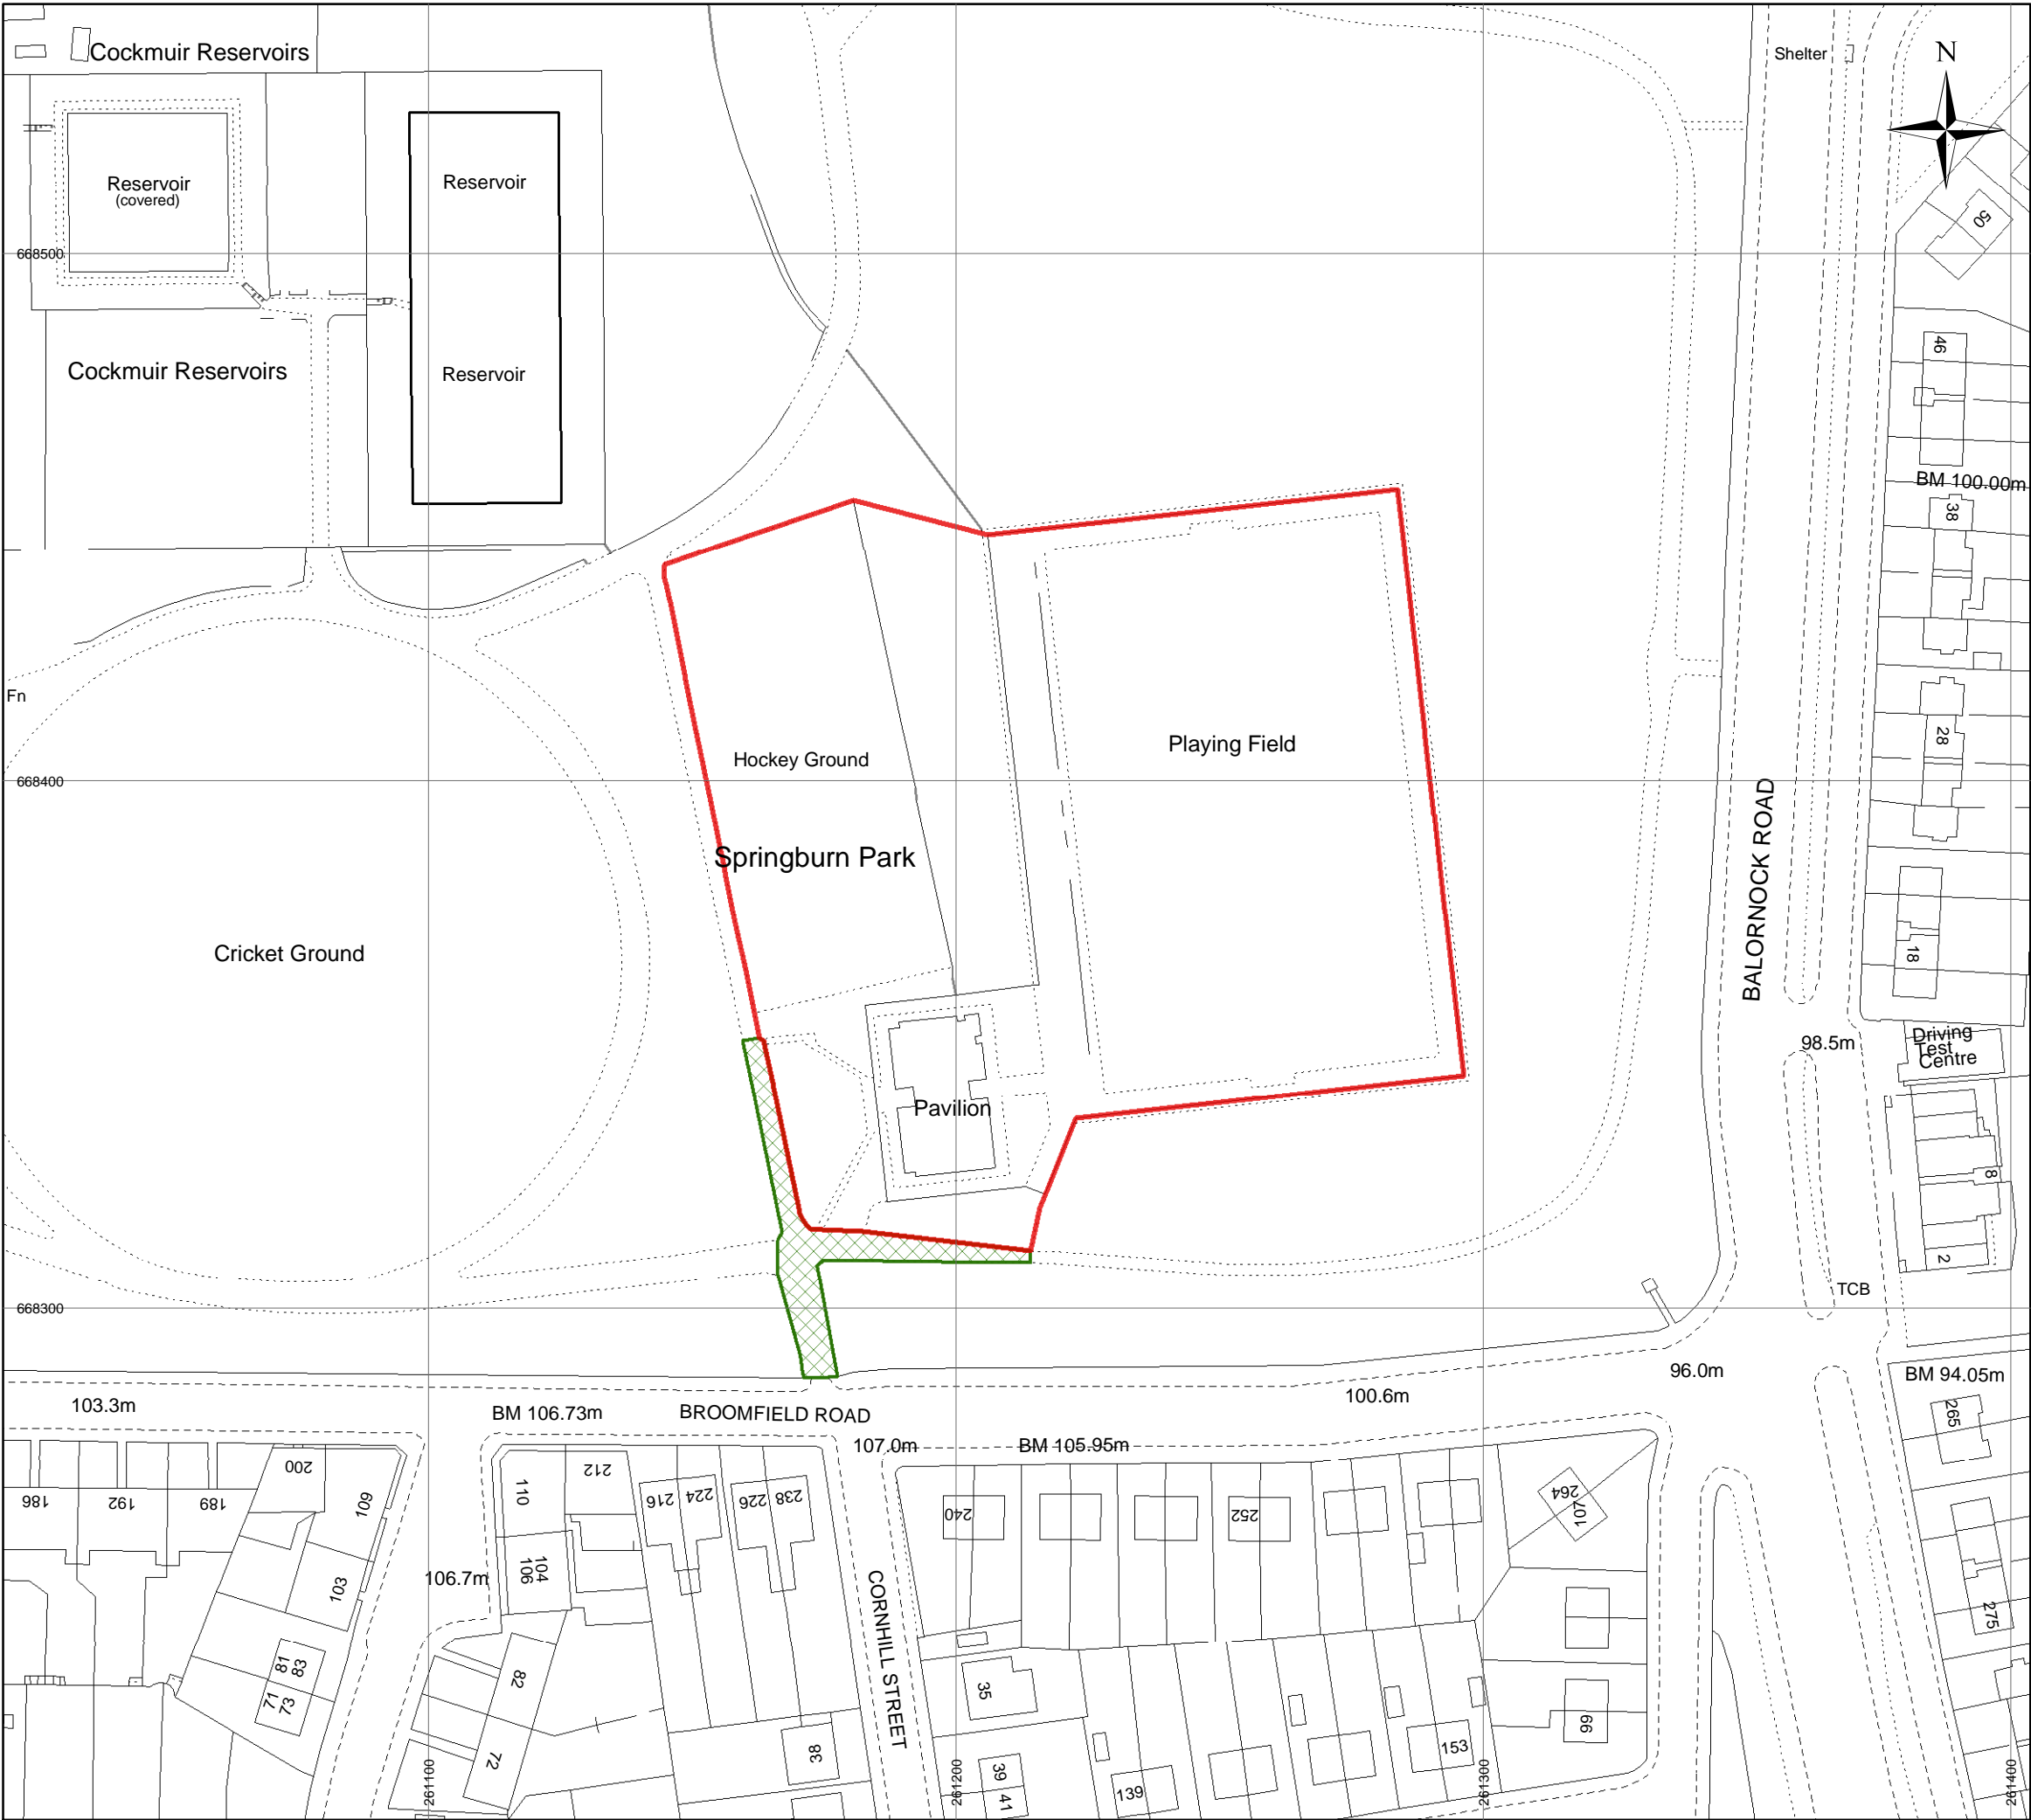 Cockmuir Reservoirs
Shelter
N
Reservoir
(covered)
Reservoir
50
668500
46
Cockmuir Reservoirs
Reservoir
BM 100.00m
38
Fn
28
Hockey Ground
Playing Field
668400
BALORNOCK ROAD
Springburn Park
Cricket Ground
18
Driving
Test
Centre
98.5m
Pavilion
8
2
TCB
668300
96.0m
BM 94.05m
103.3m
BM 106.73m
BROOMFIELD ROAD
100.6m
265
107.0m
BM 105.95m
200
212
110
109
186
192
189
216
224
226
238
240
252
264
107
106.7m
104
106
103
CORNHILL STREET
275
81
83
71
73
82
35
38
72
99
153
39
41
139
261100
261200
261300
261400